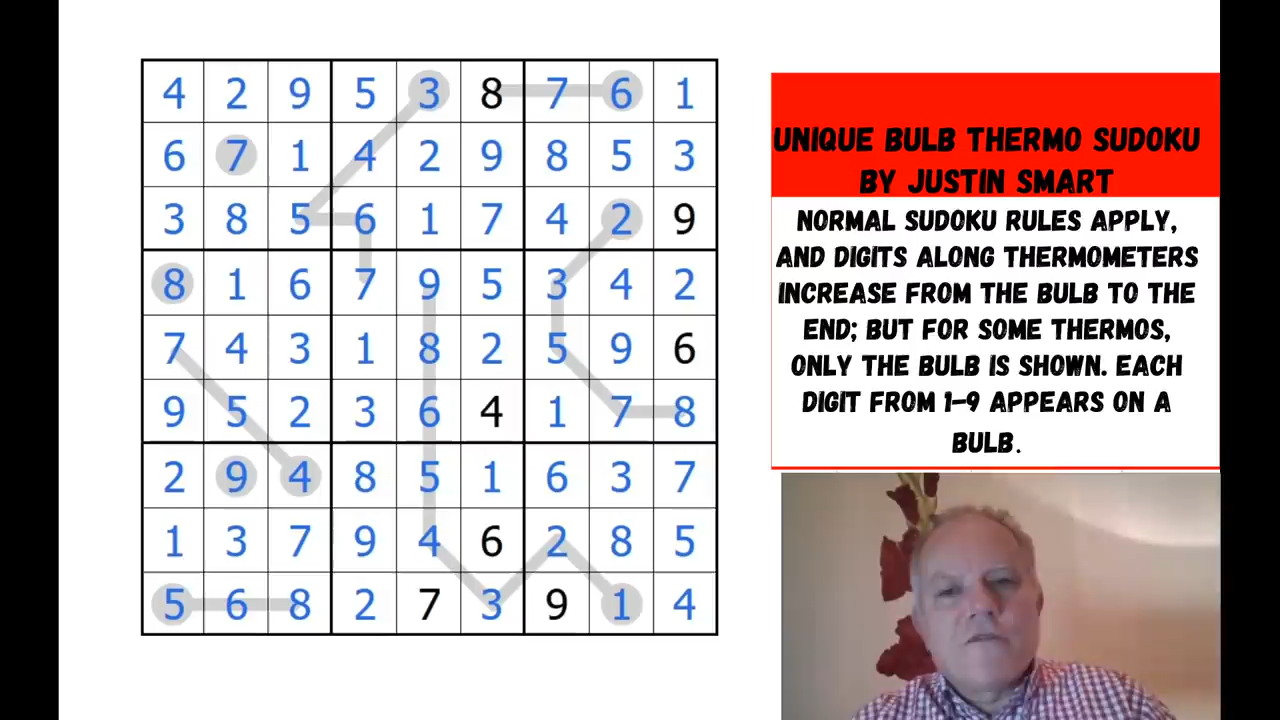 4 2 9 5 3 8 7 6 1
6 7 1 4 2 9 8 5 3
3 8 5 6 1 7 4 2 9
8 1 6 7 9 5 3 4 2
7 4 3 1 8 2 5 9 6
9 5 2 3 6 4 1 7 8
2 9 4 8 5 1 6 3 7
1 3 7 9 4 6 2 8 5
5 6 8 2 7 3 9 1 4
UNIQUE BULB THERMO SUDOKU
BY JUSTIN SMART
NORMAL SUDOKU RULES APPLY,
AND DIGITS ALONG THERMOMETERS
INCREASE FROM THE BULB TO THE
END; BUT FOR SOME THERMOS,
ONLY THE BULB IS SHOWN. EACH
DIGIT FROM 1-9 APPEARS ON A
BULB.